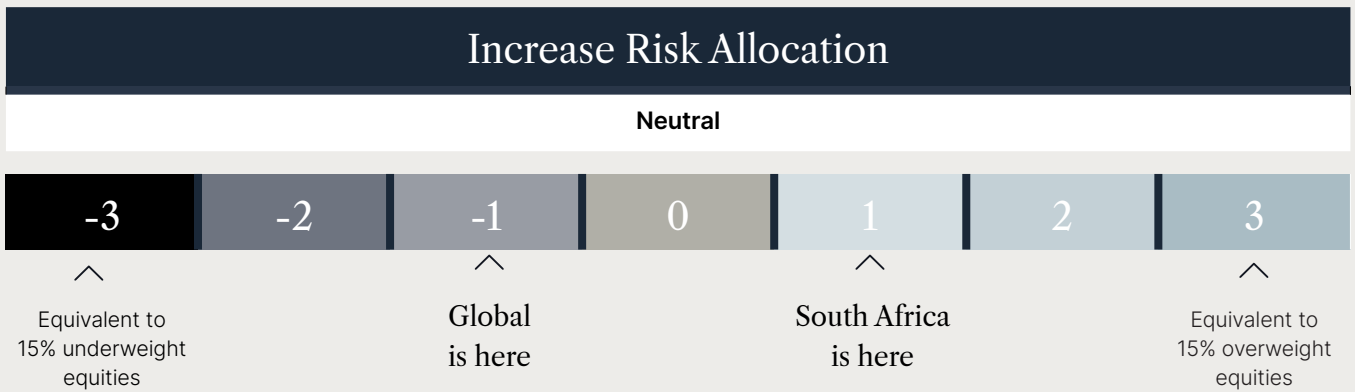 Increase Risk Allocation
Neutral
-3 -2 -1 0 1 2 3
Equivalent to
15% underweight
equities
Global
is here
South Africa
is here
Equivalent to
15% overweight
equities